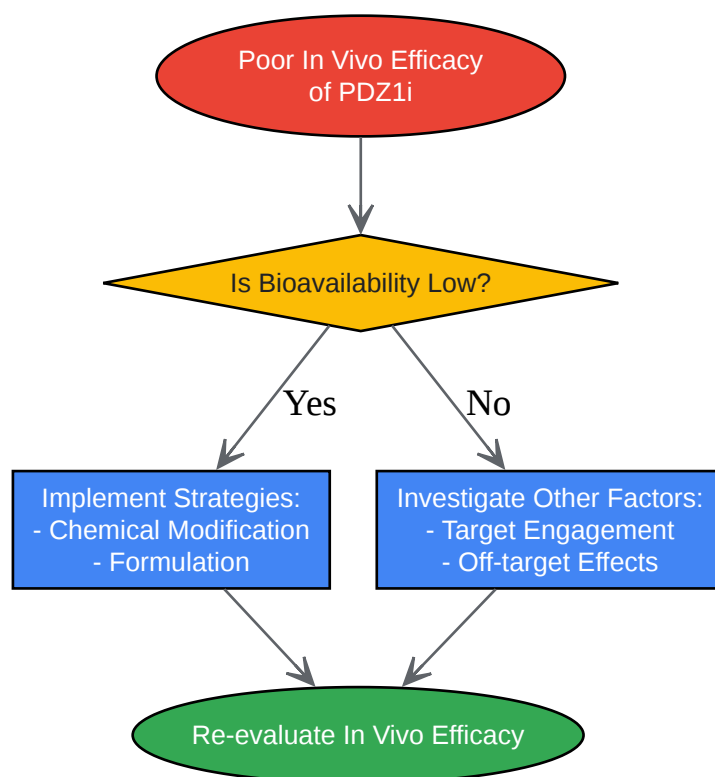 Poor In Vivo Efficacy
of PDZ1i
Is Bioavailability Low?
Yes
No
Implement Strategies:
- Chemical Modification
- Formulation
Investigate Other Factors:
- Target Engagement
- Off-target Effects
Re-evaluate In Vivo Efficacy